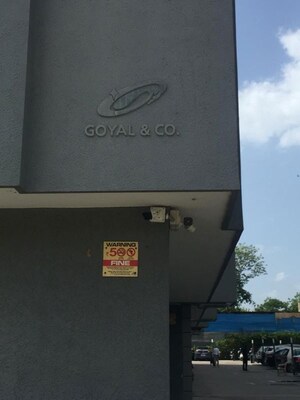 GOYAL & CO.
WARNING
500
FINE